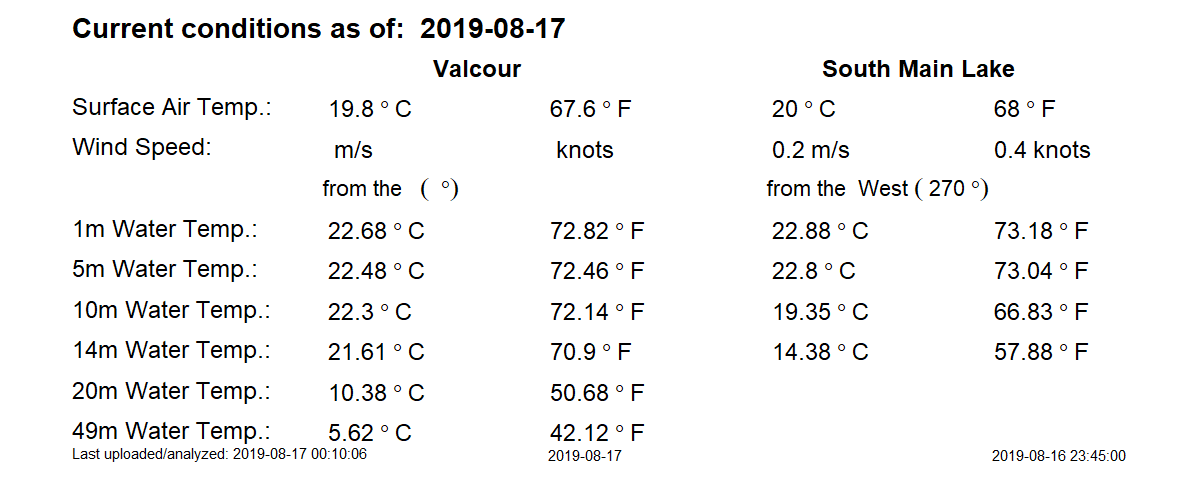 Current conditions as of:  2019-08-17
Valcour South Main Lake
Surface Air Temp.: 19.8 ° C 67.6 ° F 20 ° C 68 ° F
Wind Speed: m/s knots 0.2 m/s 0.4 knots
from the ( °) from the West ( 270 °)
1m Water Temp.: 22.68 ° C 72.82 ° F 22.88 ° C 73.18 ° F
5m Water Temp.: 22.48 ° C 72.46 ° F 22.8 ° C 73.04 ° F
10m Water Temp.: 22.3 ° C 72.14 ° F 19.35 ° C 66.83 ° F
14m Water Temp.: 21.61 ° C 70.9 ° F 14.38 ° C 57.88 ° F
20m Water Temp.: 10.38 ° C 50.68 ° F
49m Water Temp.: 5.62 ° C 42.12 ° F
Last uploaded/analyzed: 2019-08-17 00:10:06 2019-08-17 2019-08-16 23:45:00